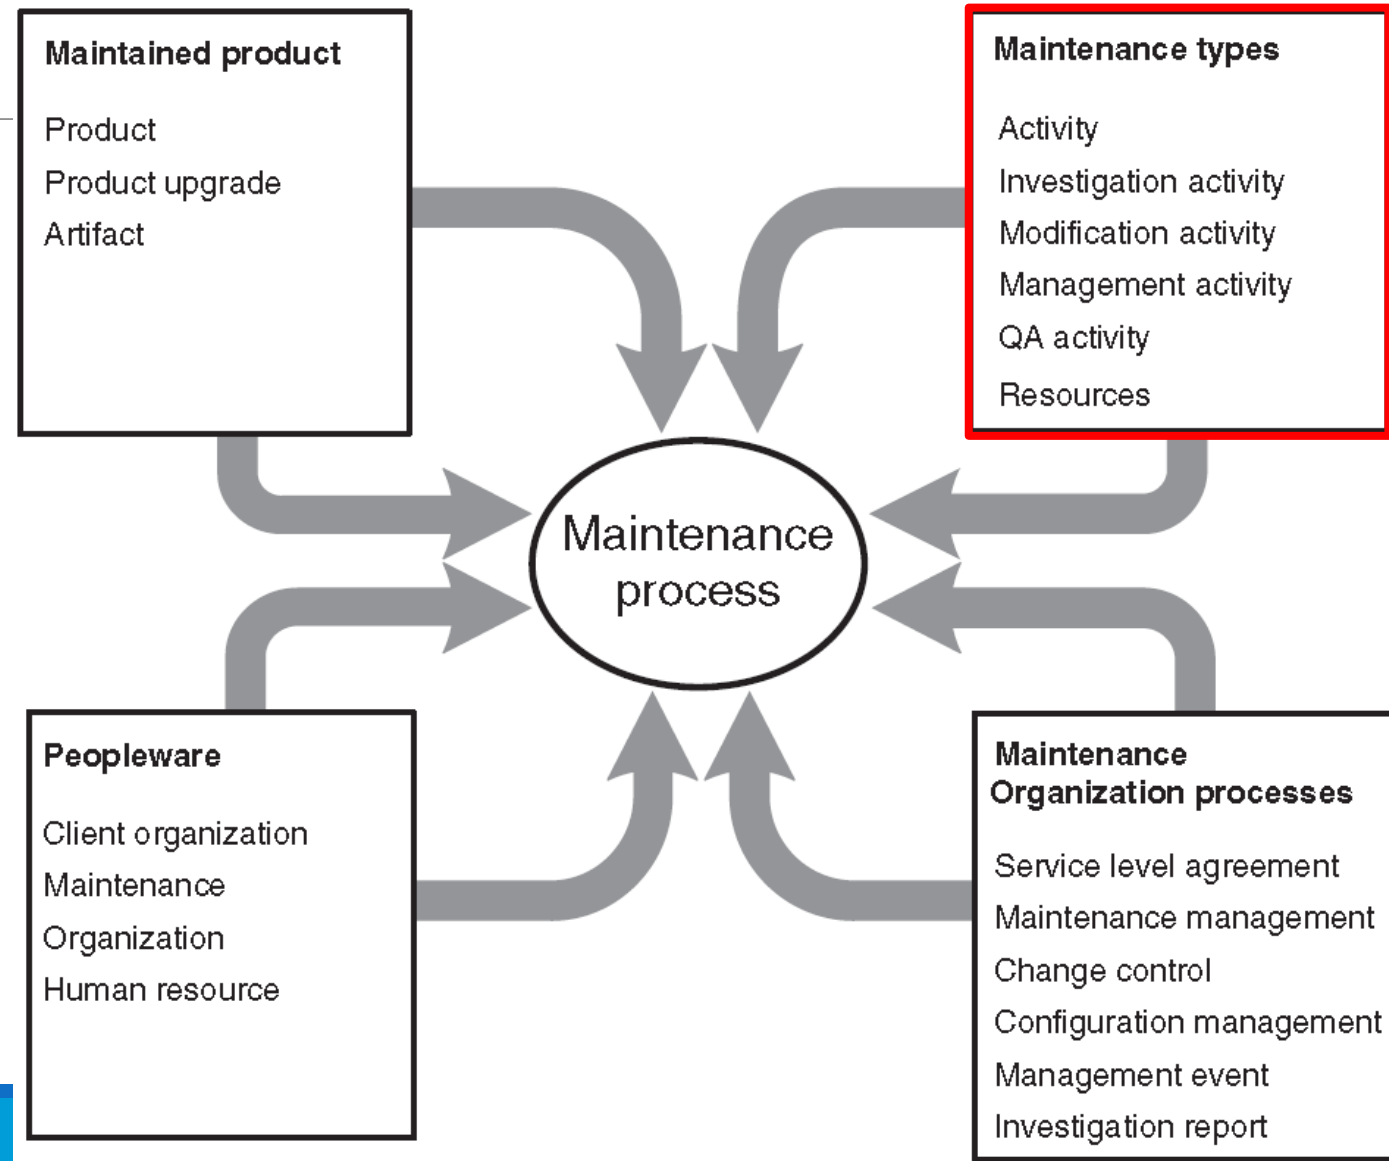 Maintained product
Product
Product upgrade
Artifact
Maintenance types
Activity
Investigation activity
Modification activity
Management activity
QA activity
Resources
Maintenance
process
Peopleware
Client organization
Maintenance
Organization
Human resource
Maintenance
Organization processes
Service level agreement
Maintenance management
Change control
Configuration management
Management event
Investigation report